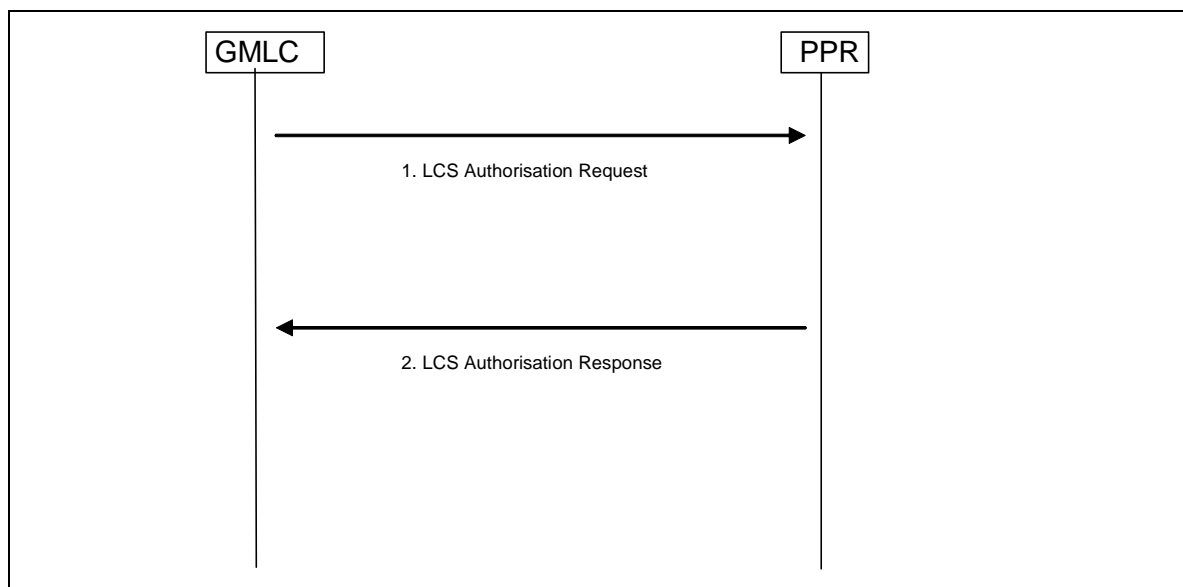 GMLC
PPR
1. LCS Authorisation Request
2. LCS Authorisation Response